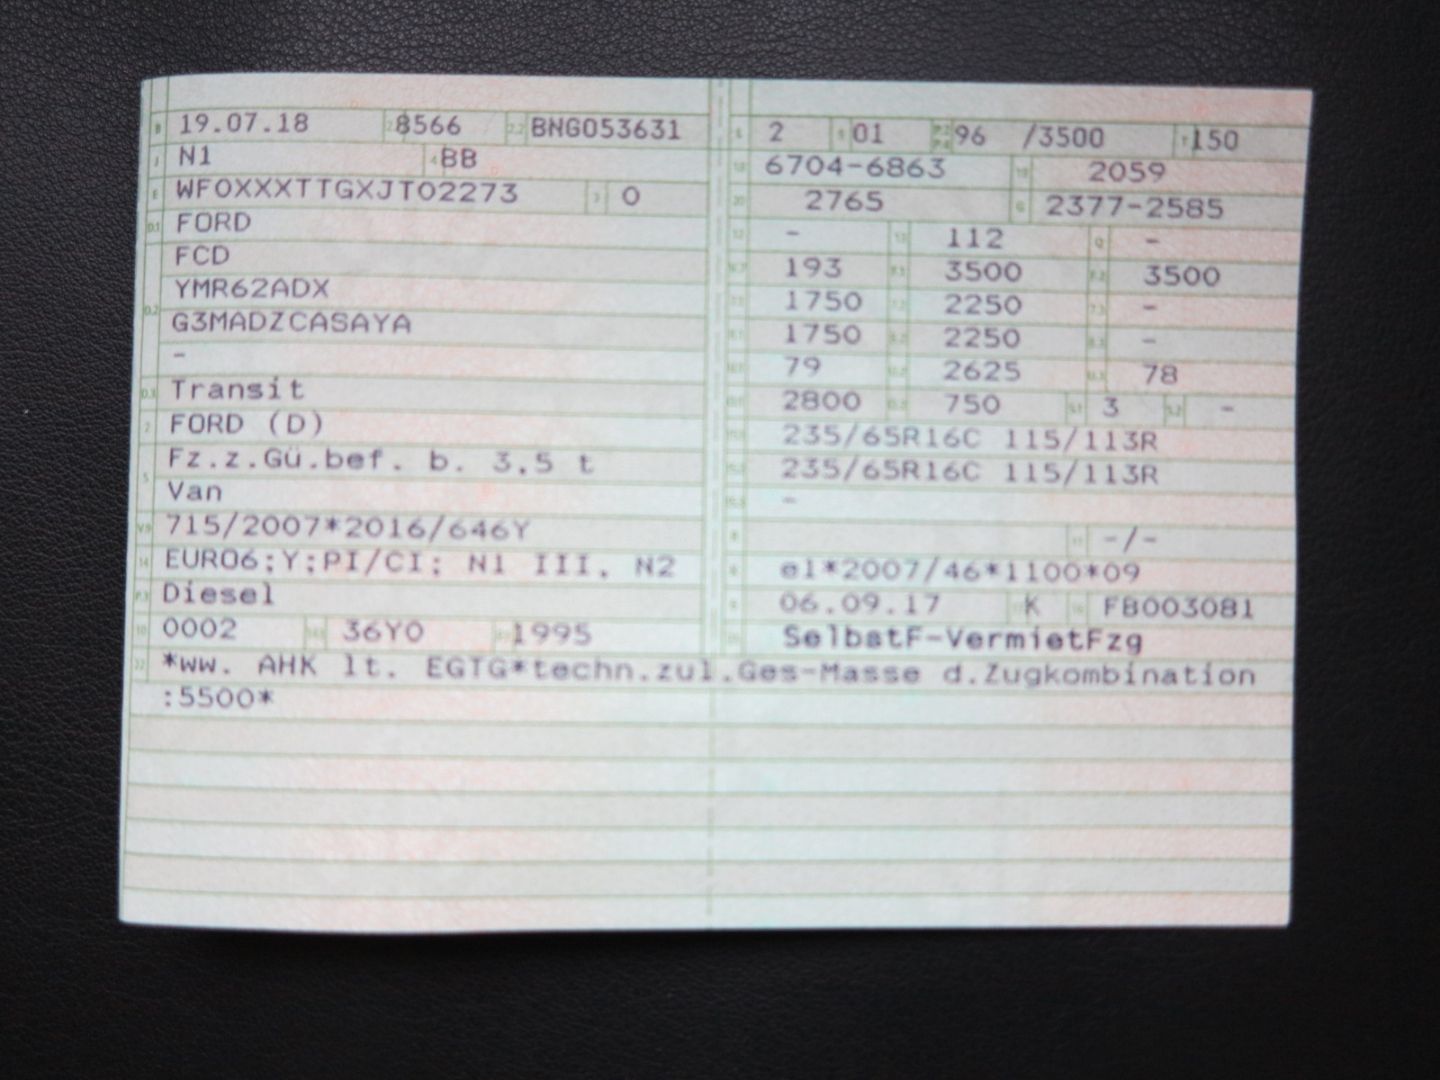 19.07.18 8566 BNG053631
N1 BB
WF0XXXTTGXJT02273 0
FORD
FCD
YMR62ADX
G3MADZCASAYA
-
Transit
FORD (D)
Fz.z.Gü.bef. b. 3,5 t
Van
715/2007*2016/646Y
EURO6;Y;PI/CI; N1 III, N2
Diesel
0002 36Y0 1995
2 01 96 /3500 150
6704-6863 2059
2765 2377-2585
- 112 -
193 3500 3500
1750 2250 -
1750 2250 -
79 2625 78
2800 750 3 -
235/65R16C 115/113R
235/65R16C 115/113R
-
-/-
e1*2007/46*1100*09
06.09.17 K FB003081
SelbstF-VermietFzg
*ww. AHK lt. EGTG*techn.zul.Ges-Masse d.Zugkombination
:5500*